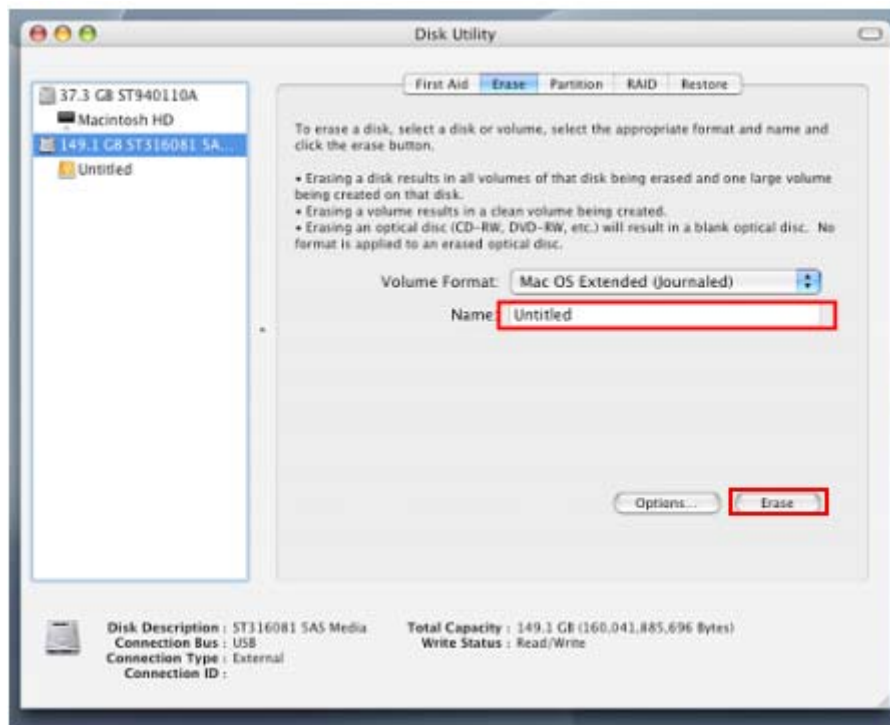 Disk Utility
37.3 GB ST940110A
Macintosh HD
149.1 GB ST316081 SA...
Untitled
First Aid Erase Partition RAID Restore
To erase a disk, select a disk or volume, select the appropriate format and name and
click the erase button.
• Erasing a disk results in all volumes of that disk being erased and one large volume
being created on that disk.
• Erasing a volume results in a clean volume being created.
• Erasing an optical disc (CD-RW, DVD-RW, etc.) will result in a blank optical disc. No
format is applied to an erased optical disc.
Volume Format: Mac OS Extended (Journaled)
Name: Untitled
Options... Erase
Disk Description : ST316081 5AS Media
Connection Bus : USB
Connection Type : External
Connection ID :
Total Capacity : 149.1 GB (160,041,885,696 Bytes)
Write Status : Read/Write